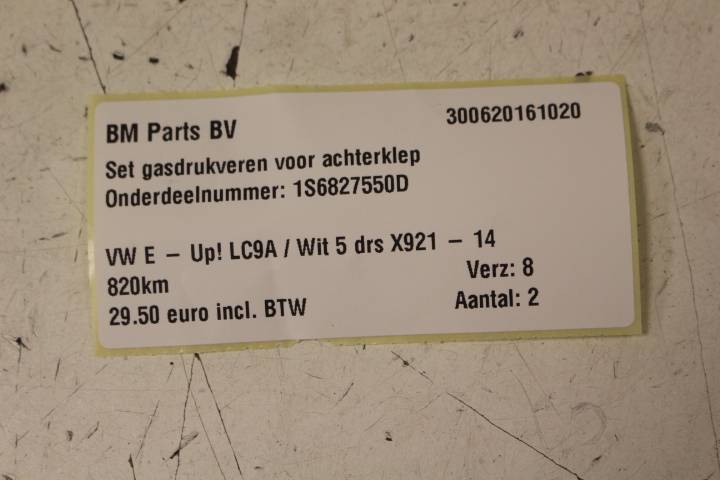 BM Parts BV 300620161020
Set gasdrukveren voor achterklep
Onderdeelnummer: 1S6827550D
VW E – Up! LC9A / Wit 5 drs X921 – 14
820km Verz: 8
29.50 euro incl. BTW Aantal: 2